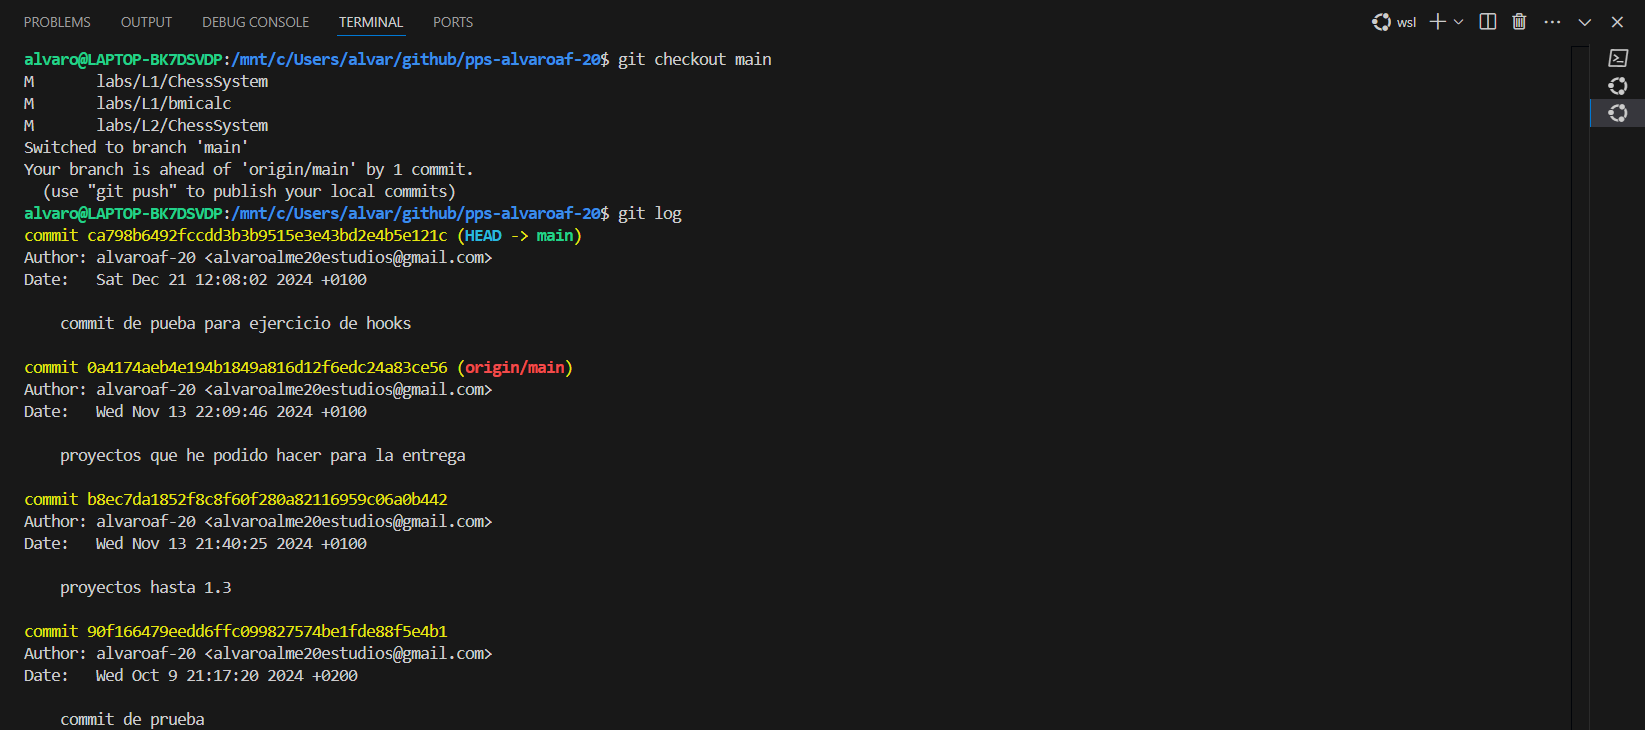 PROBLEMS OUTPUT DEBUG CONSOLE TERMINAL PORTS wsl
alvaro@LAPTOP-BK7DSVDP:/mnt/c/Users/alvar/github/pps-alvaroaf-20$ git checkout main
M labs/L1/ChessSystem
M labs/L1/bmicalc
M labs/L2/ChessSystem
Switched to branch 'main'
Your branch is ahead of 'origin/main' by 1 commit.
(use "git push" to publish your local commits)
alvaro@LAPTOP-BK7DSVDP:/mnt/c/Users/alvar/github/pps-alvaroaf-20$ git log
commit ca798b6492fccdd3b3b9515e3e43bd2e4b5e121c (HEAD -> main)
Author: alvaroaf-20 <alvaroalme20estudios@gmail.com>
Date: Sat Dec 21 12:08:02 2024 +0100
commit de pueba para ejercicio de hooks
commit 0a4174aeb4e194b1849a816d12f6edc24a83ce56 (origin/main)
Author: alvaroaf-20 <alvaroalme20estudios@gmail.com>
Date: Wed Nov 13 22:09:46 2024 +0100
proyectos que he podido hacer para la entrega
commit b8ec7da1852f8c8f60f280a82116959c06a0b442
Author: alvaroaf-20 <alvaroalme20estudios@gmail.com>
Date: Wed Nov 13 21:40:25 2024 +0100
proyectos hasta 1.3
commit 90f166479eedd6ffc099827574be1fde88f5e4b1
Author: alvaroaf-20 <alvaroalme20estudios@gmail.com>
Date: Wed Oct 9 21:17:20 2024 +0200
commit de prueba